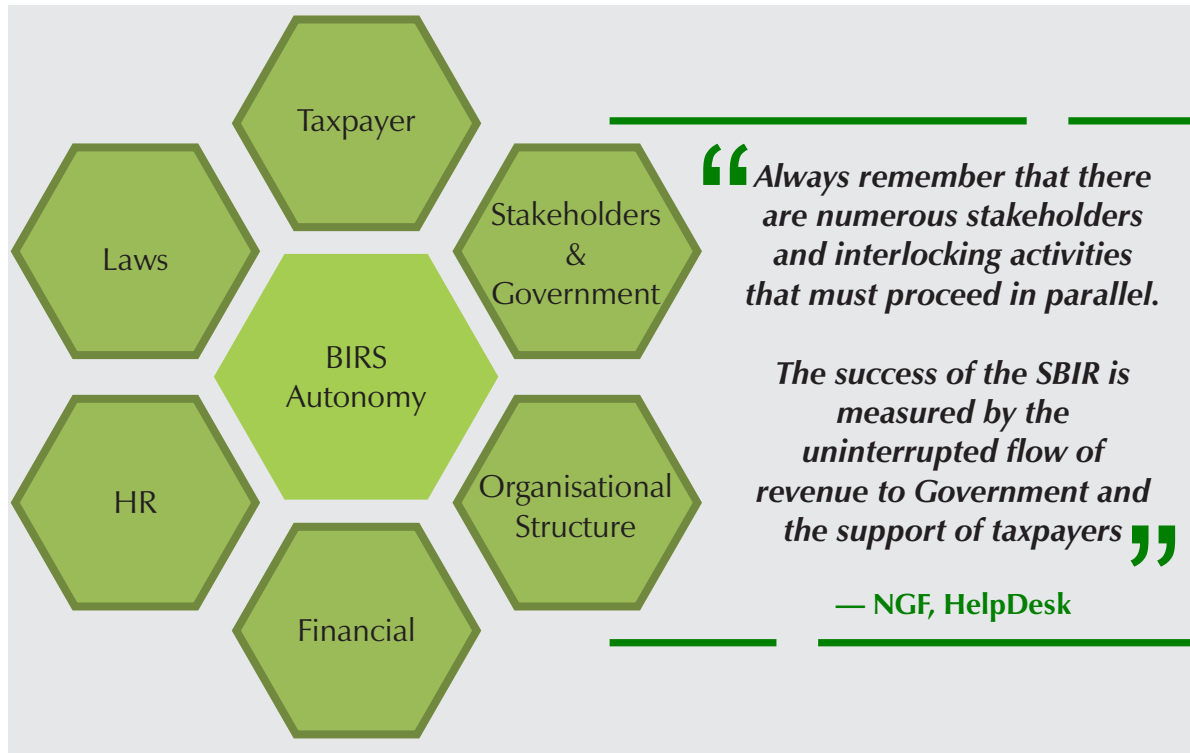 Taxpayer
Stakeholders
&
Government
Laws
BIRS
Autonomy
HR
Organisational
Structure
Financial
“Always remember that there
are numerous stakeholders
and interlocking activities
that must proceed in parallel.
The success of the SBIR is
measured by the
uninterrupted flow of
revenue to Government and
the support of taxpayers”
— NGF, HelpDesk